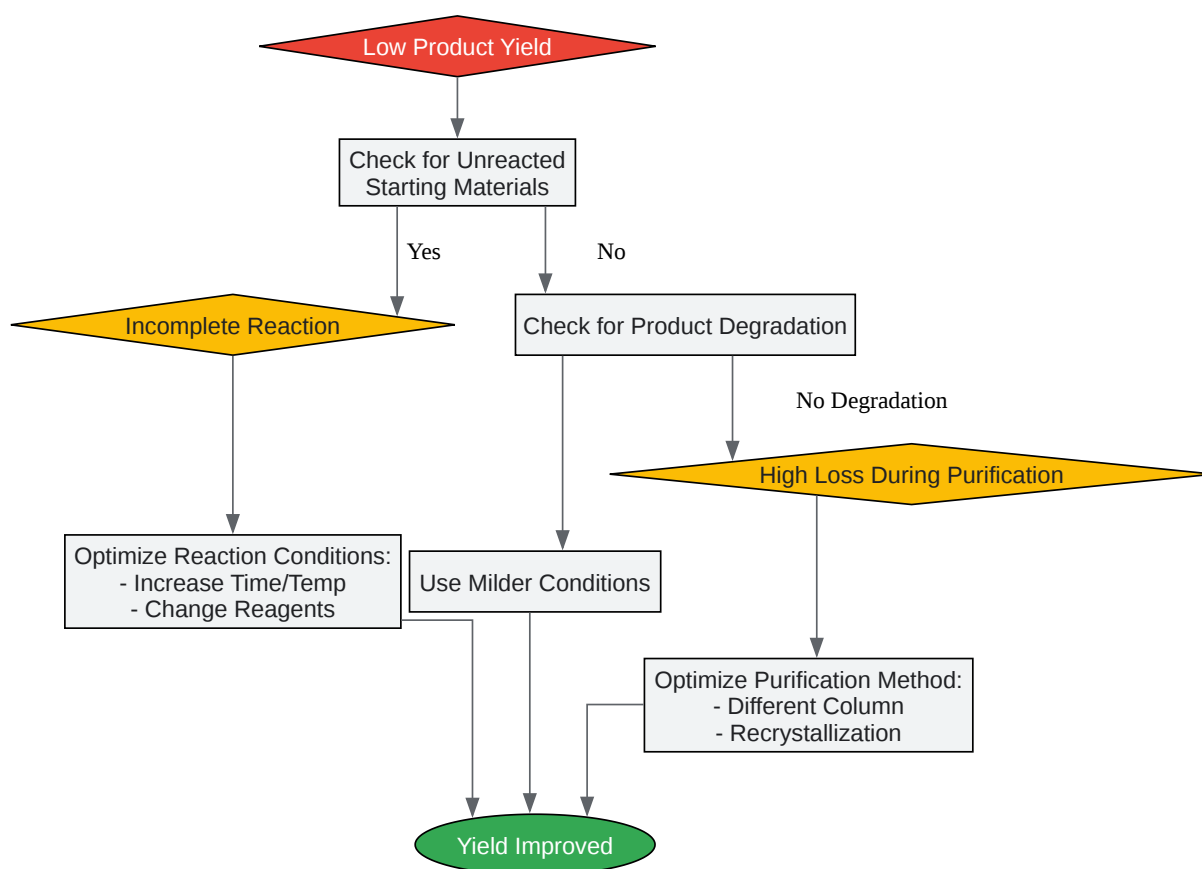 Low Product Yield
Check for Unreacted
Starting Materials
Yes
No
Incomplete Reaction
Check for Product Degradation
No Degradation
High Loss During Purification
Optimize Reaction Conditions:
- Increase Time/Temp
- Change Reagents
Use Milder Conditions
Optimize Purification Method:
- Different Column
- Recrystallization
Yield Improved